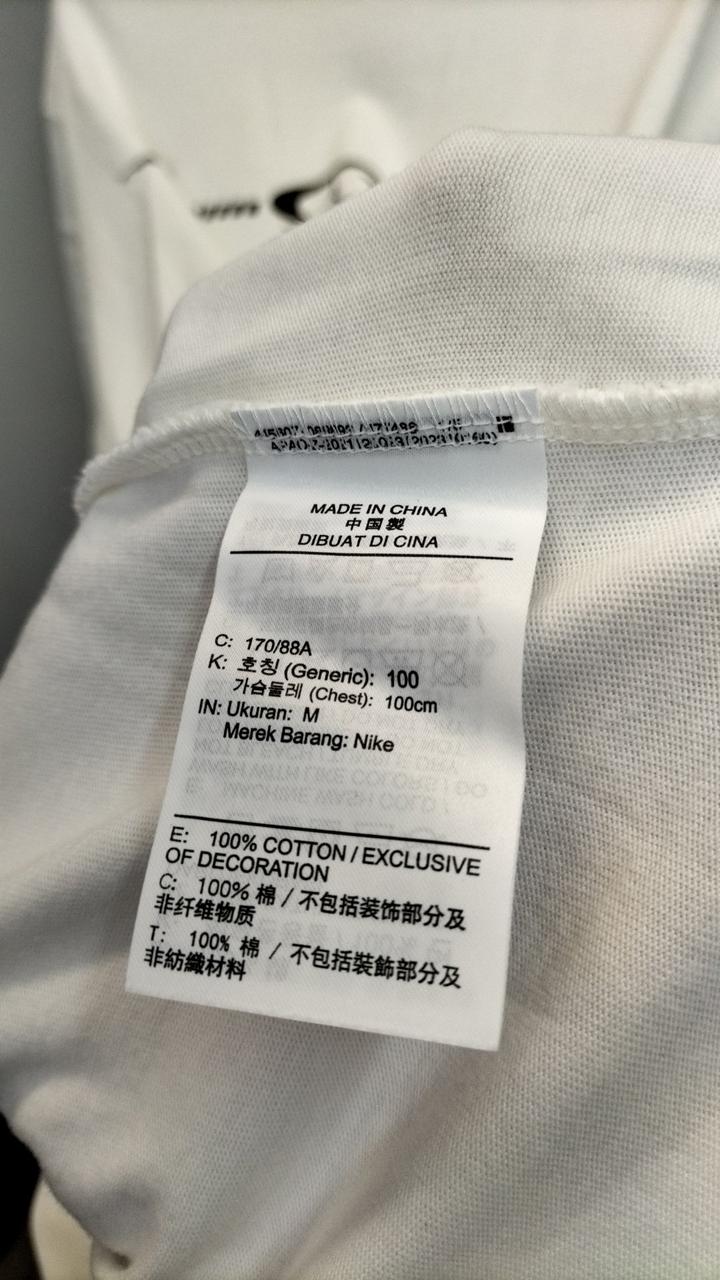 MADE IN CHINA
中国製
DIBUAT DI CINA
C: 170/88A
K: 호칭 (Generic): 100
가슴둘레 (Chest): 100cm
IN: Ukuran: M
Merek Barang: Nike
E: 100% COTTON / EXCLUSIVE
OF DECORATION
C: 100% 棉 / 不包括装饰部分及
非纤维物质
T: 100% 棉 / 不包括裝飾部分及
非紡織材料